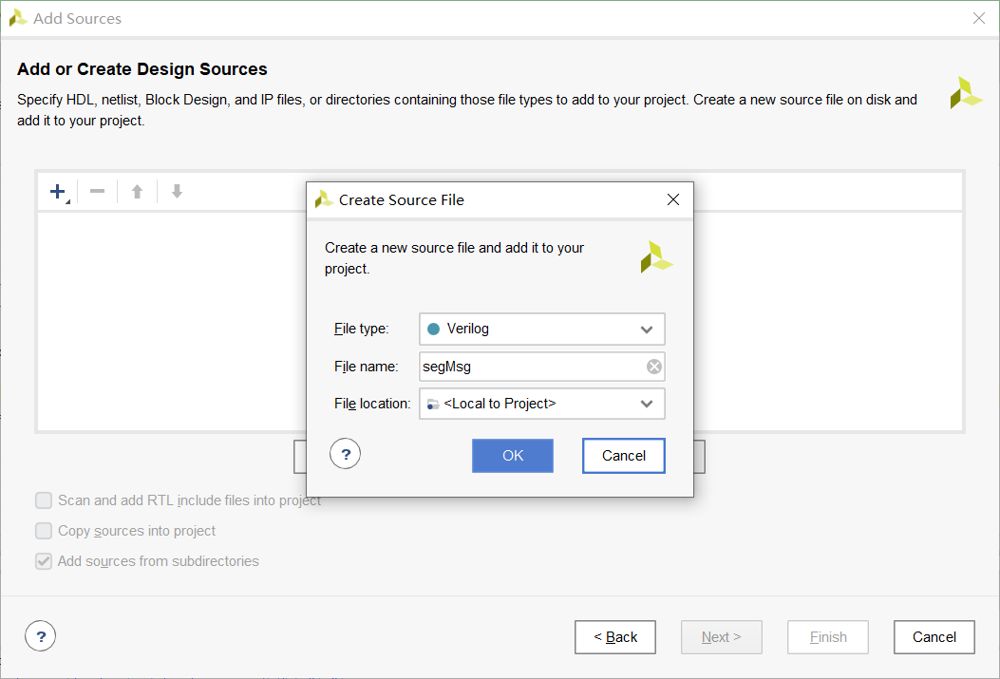 Add Sources
Add or Create Design Sources
Specify HDL, netlist, Block Design, and IP files, or directories containing those file types to add to your project. Create a new source file on disk and
add it to your project.
Create Source File
Create a new source file and add it to your
project.
File type: Verilog
File name: segMsg
File location: <Local to Project>
? OK Cancel
Scan and add RTL include files into project
Copy sources into project
Add sources from subdirectories
? < Back Next > Finish Cancel